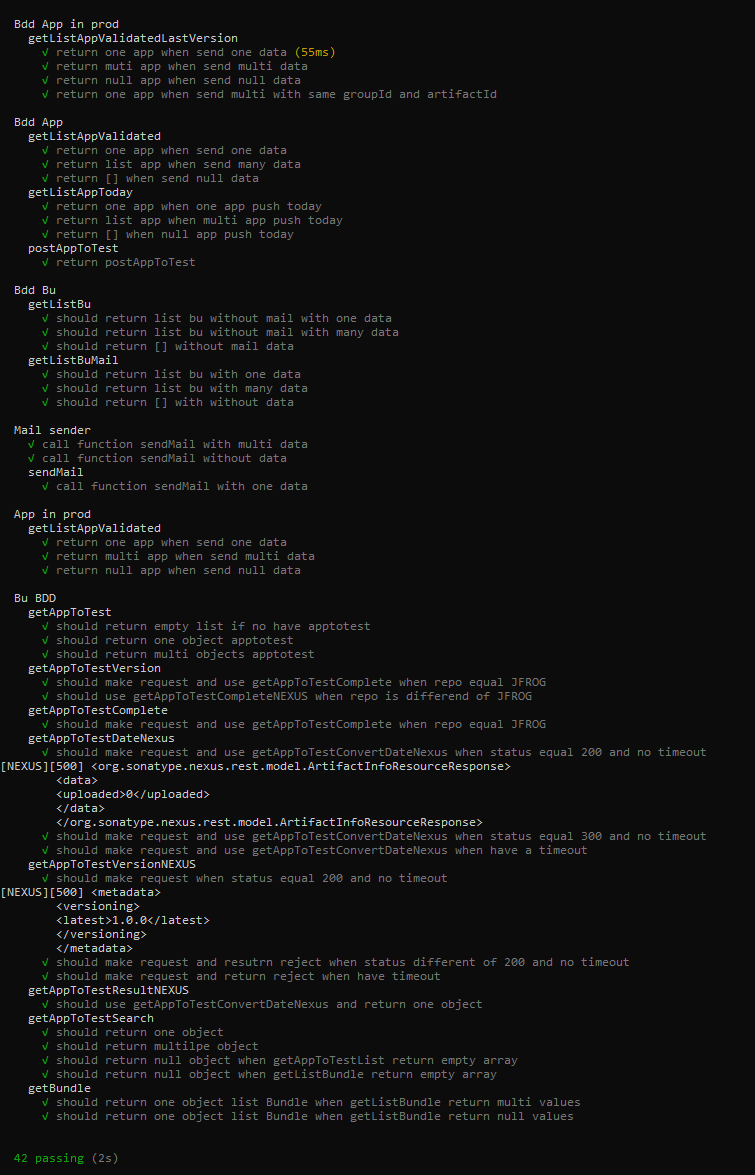 Bdd App in prod
getListAppValidatedLastVersion
√ return one app when send one data (55ms)
√ return muti app when send multi data
√ return null app when send null data
√ return one app when send multi with same groupId and artifactId
Bdd App
getListAppValidated
√ return one app when send one data
√ return list app when send many data
√ return [] when send null data
getListAppToday
√ return one app when one app push today
√ return list app when multi app push today
√ return [] when null app push today
postAppToTest
√ return postAppToTest
Bdd Bu
getListBu
√ should return list bu without mail with one data
√ should return list bu without mail with many data
√ should return [] without mail data
getListBuMail
√ should return list bu with one data
√ should return list bu with many data
√ should return [] with without data
Mail sender
√ call function sendMail with multi data
√ call function sendMail without data
sendMail
√ call function sendMail with one data
App in prod
getListAppValidated
√ return one app when send one data
√ return multi app when send multi data
√ return null app when send null data
Bu BDD
getAppToTest
√ should return empty list if no have apptotest
√ should return one object apptotest
√ should return multi objects apptotest
getAppToTestVersion
√ should make request and use getAppToTestComplete when repo equal JFROG
√ should use getAppToTestCompleteNEXUS when repo is differend of JFROG
getAppToTestComplete
√ should make request and use getAppToTestComplete when repo equal JFROG
getAppToTestDateNexus
√ should make request and use getAppToTestConvertDateNexus when status equal 200 and no timeout
[NEXUS][500] <org.sonatype.nexus.rest.model.ArtifactInfoResourceResponse>
<data>
<uploaded>0</uploaded>
</data>
</org.sonatype.nexus.rest.model.ArtifactInfoResourceResponse>
√ should make request and use getAppToTestConvertDateNexus when status equal 300 and no timeout
√ should make request and use getAppToTestConvertDateNexus when have a timeout
getAppToTestVersionNEXUS
√ should make request when status equal 200 and no timeout
[NEXUS][500] <metadata>
<versioning>
<latest>1.0.0</latest>
</versioning>
</metadata>
√ should make request and resutrn reject when status different of 200 and no timeout
√ should make request and return reject when have timeout
getAppToTestResultNEXUS
√ should use getAppToTestConvertDateNexus and return one object
getAppToTestSearch
√ should return one object
√ should return multilpe object
√ should return null object when getAppToTestList return empty array
√ should return null object when getListBundle return empty array
getBundle
√ should return one object list Bundle when getListBundle return multi values
√ should return one object list Bundle when getListBundle return null values
42 passing (2s)